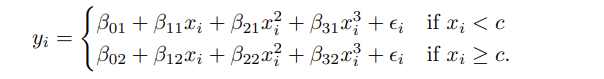 y_i = { β_01 + β_11 x_i + β_21 x_i^2 + β_31 x_i^3 + ϵ_i if x_i < c
β_02 + β_12 x_i + β_22 x_i^2 + β_32 x_i^3 + ϵ_i if x_i ≥ c.